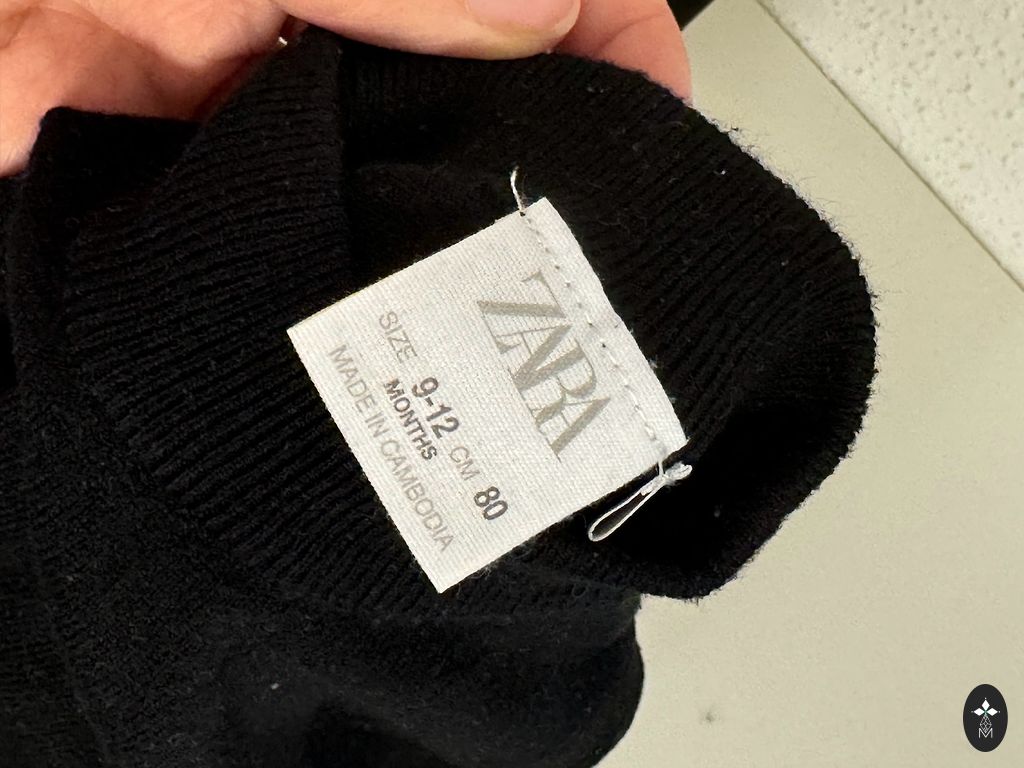 ZARA
SIZE 9-12 CM 80
MONTHS
MADE IN CAMBODIA
M